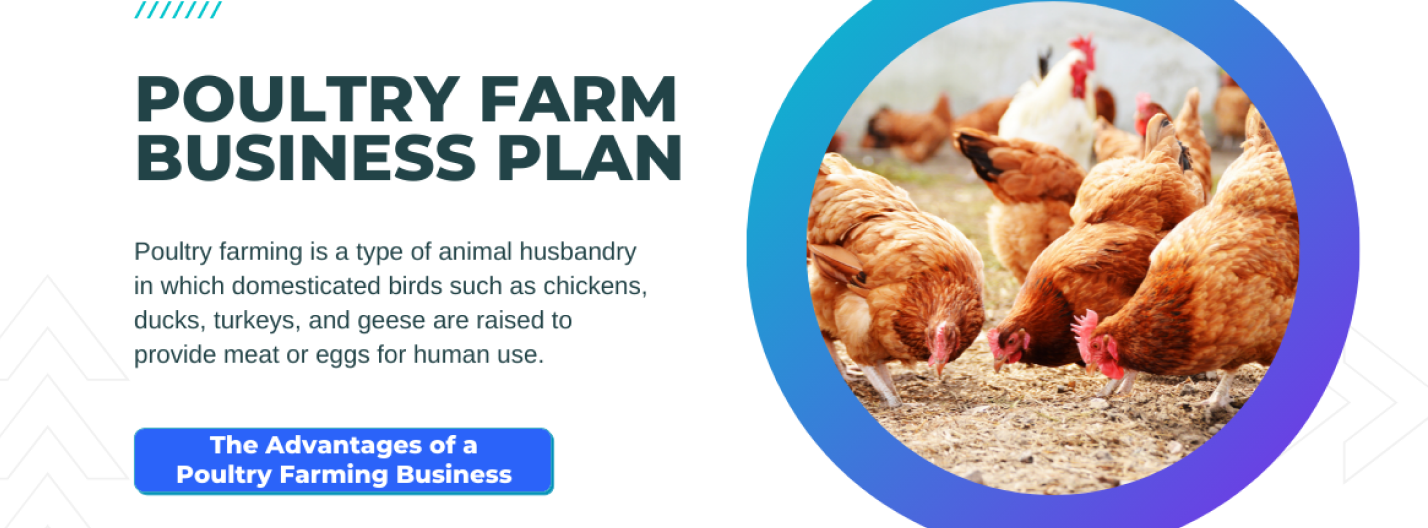 POULTRY FARM
BUSINESS PLAN
Poultry farming is a type of animal husbandry
in which domesticated birds such as chickens,
ducks, turkeys, and geese are raised to
provide meat or eggs for human use.
The Advantages of a
Poultry Farming Business